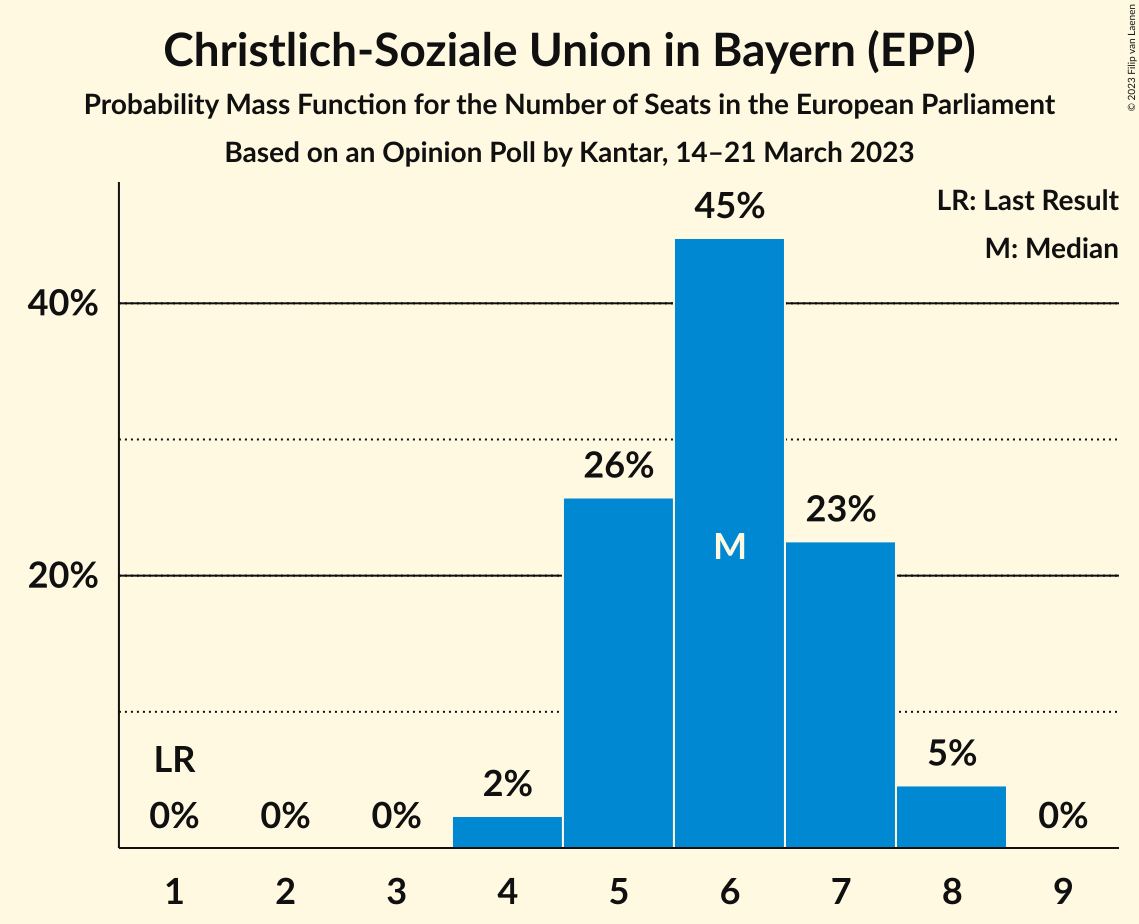 Christlich-Soziale Union in Bayern (EPP)
Probability Mass Function for the Number of Seats in the European Parliament
Based on an Opinion Poll by Kantar, 14–21 March 2023
© 2023 Filip van Laenen
LR: Last Result
M: Median
45%
40%
26%
23%
M
20%
LR
5%
2%
0% 0% 0% 0%
1 2 3 4 5 6 7 8 9